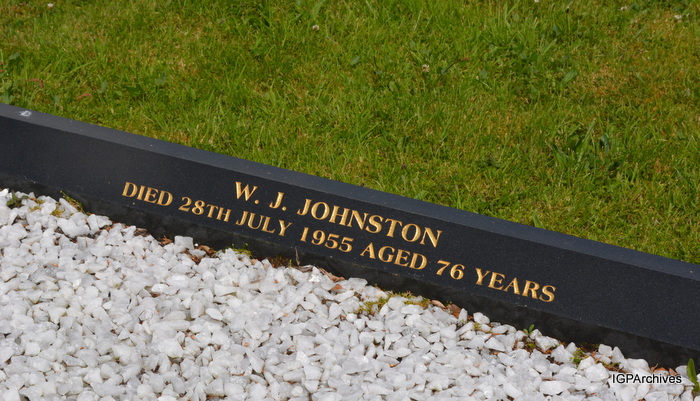 W. J. JOHNSTON
DIED 28TH JULY 1955 AGED 76 YEARS
IGPArchives